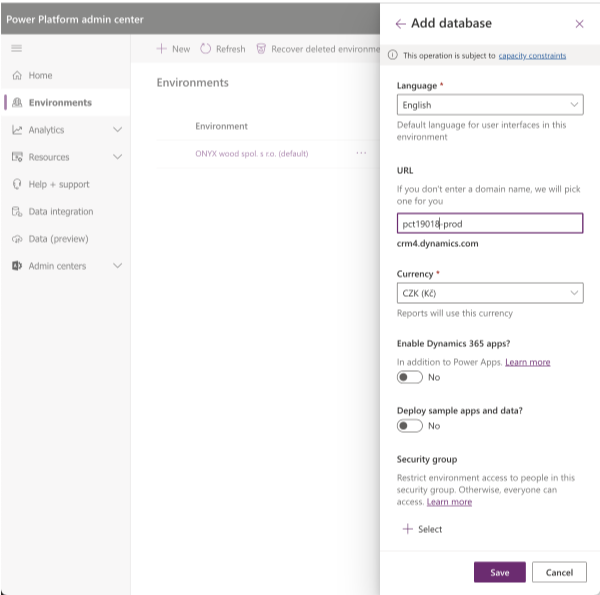 Power Platform admin center
Home
Environments
Analytics
Resources
Help + support
Data integration
Data (preview)
Admin centers
New
Refresh
Recover deleted environme
Environments
Environment
ONYX wood spol. s r.o. (default)
Add database
This operation is subject to capacity constraints
Language *
English
Default language for user interfaces in this
environment
URL
If you don't enter a domain name, we will pick
one for you
pct19018-prod
crm4.dynamics.com
Currency *
CZK (Kč)
Reports will use this currency
Enable Dynamics 365 apps?
In addition to Power Apps. Learn more
No
Deploy sample apps and data?
No
Security group
Restrict environment access to people in this
security group. Otherwise, everyone can
access. Learn more
Select
Save
Cancel